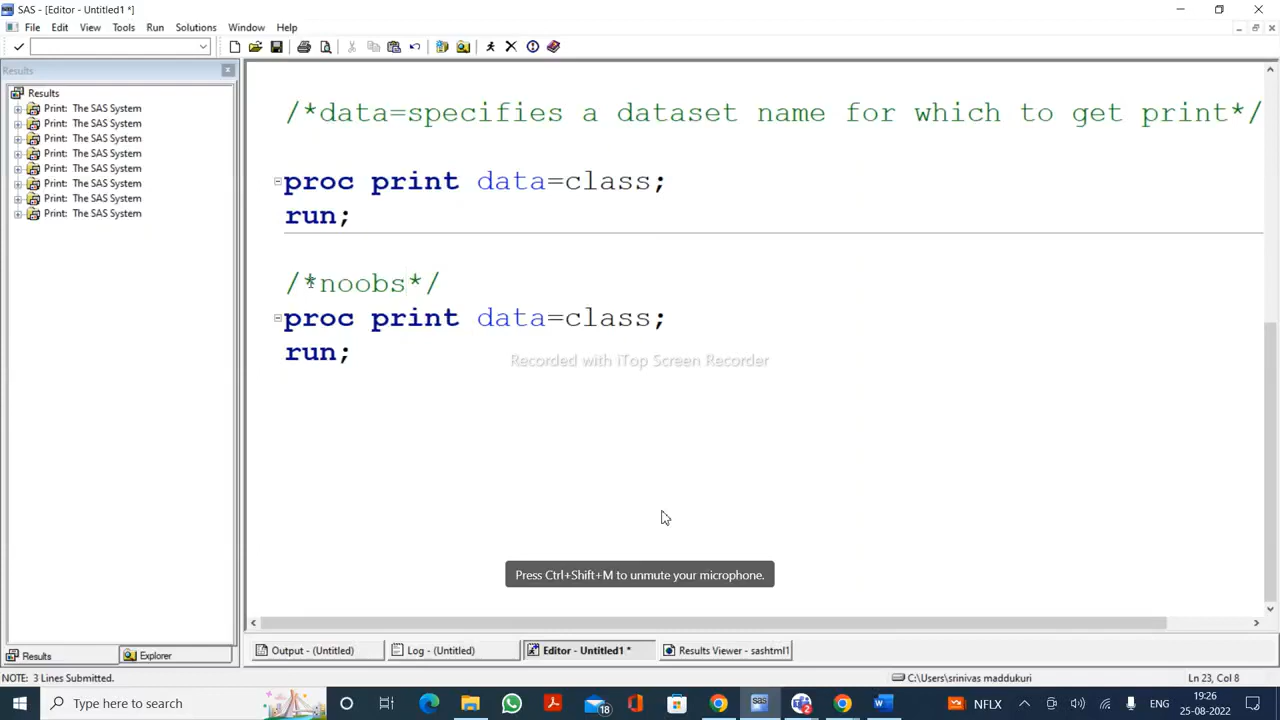 SAS - [Editor - Untitled1 *]
File Edit View Tools Run Solutions Window Help
Results
Results
Print: The SAS System
Print: The SAS System
Print: The SAS System
Print: The SAS System
Print: The SAS System
Print: The SAS System
Print: The SAS System
Print: The SAS System
/*data=specifies a dataset name for which to get print*/
proc print data=class;
run;
/*noobs*/
proc print data=class;
run;
Recorded with iTop Screen Recorder
Press Ctrl+Shift+M to unmute your microphone.
Results Explorer
Output - (Untitled) Log - (Untitled) Editor - Untitled1 * Results Viewer - sashtml1
NOTE: 3 Lines Submitted. C:\Users\srinivas maddukuri Ln 23, Col 8
Type here to search 18 SAS 2 NFLX ENG 19:26
25-08-2022